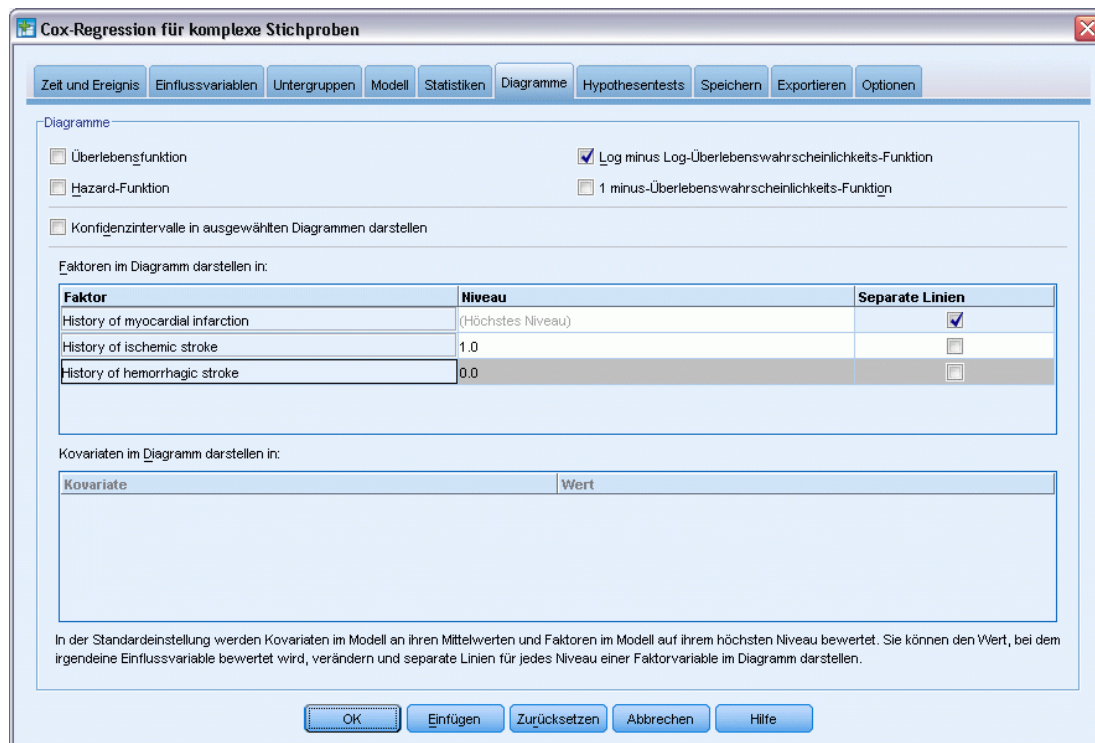 Cox-Regression für komplexe Stichproben
Zeit und Ereignis Einflussvariablen Untergruppen Modell Statistiken Diagramme Hypothesentests Speichern Exportieren Optionen
Diagramme
Überlebensfunktion
Log minus Log-Überlebenswahrscheinlichkeits-Funktion
Hazard-Funktion
1 minus-Überlebenswahrscheinlichkeits-Funktion
Konfidenzintervalle in ausgewählten Diagrammen darstellen
Faktoren im Diagramm darstellen in:
Faktor Niveau Separate Linien
History of myocardial infarction (Höchstes Niveau)
History of ischemic stroke 1.0
History of hemorrhagic stroke 0.0
Kovariaten im Diagramm darstellen in:
Kovariate Wert
In der Standardeinstellung werden Kovariaten im Modell an ihren Mittelwerten und Faktoren im Modell auf ihrem höchsten Niveau bewertet. Sie können den Wert, bei dem
irgendeine Einflussvariable bewertet wird, verändern und separate Linien für jedes Niveau einer Faktorvariable im Diagramm darstellen.
OK Einfügen Zurücksetzen Abbrechen Hilfe